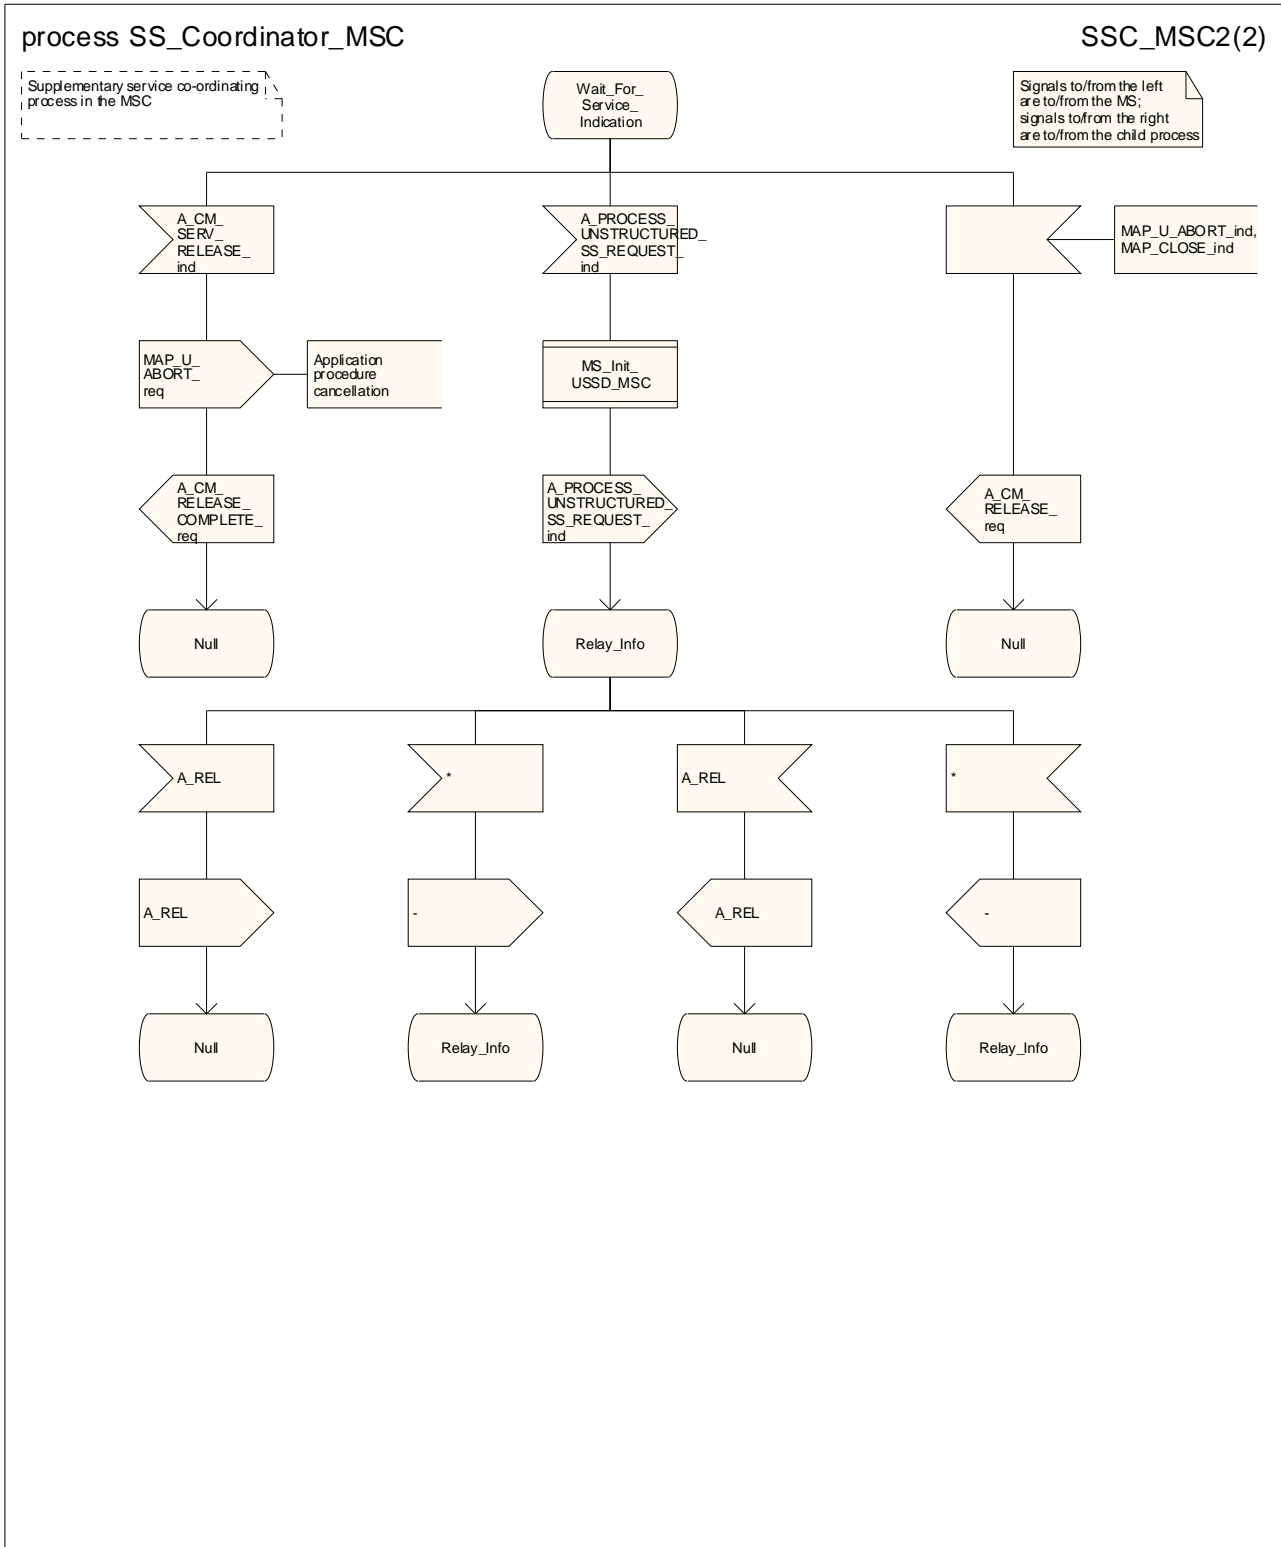 process SS_Coordinator_MSC
SSC_MSC2(2)
Supplementary service co-ordinating
process in the MSC
Wait_For_
Service_
Indication
Signals to/from the left
are to/from the MS;
signals to/from the right
are to/from the child process
A_CM_
SERV_
RELEASE_
ind
A_PROCESS_
UNSTRUCTURED_
SS_REQUEST_
ind
MAP_U_ABORT_ind,
MAP_CLOSE_ind
MAP_U_
ABORT_
req
Application
procedure
cancellation
MS_Init_
USSD_MSC
A_CM_
RELEASE_
COMPLETE_
req
A_PROCESS_
UNSTRUCTURED_
SS_REQUEST_
ind
A_CM_
RELEASE_
req
Null
Relay_Info
Null
A_REL
*
A_REL
*
A_REL
-
A_REL
-
Null
Relay_Info
Null
Relay_Info